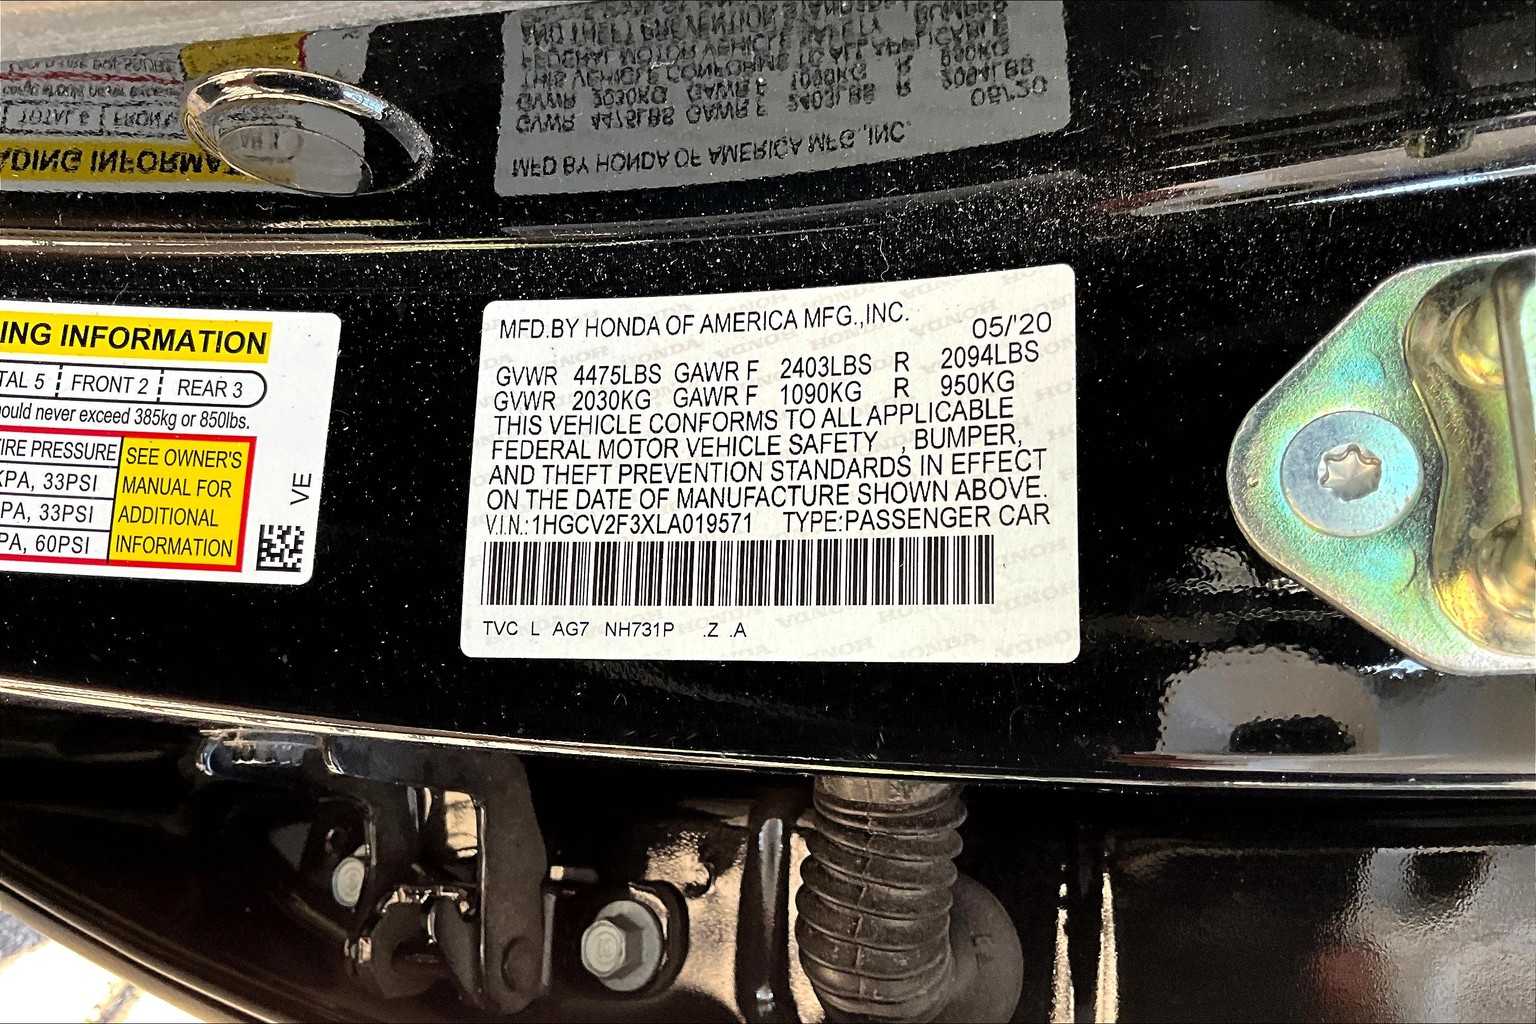 MFD.BY HONDA OF AMERICA MFG.,INC.
05/'20
GVWR 4475LBS GAWR F 2403LBS R 2094LBS
GVWR 2030KG GAWR F 1090KG R 950KG
THIS VEHICLE CONFORMS TO ALL APPLICABLE
FEDERAL MOTOR VEHICLE SAFETY , BUMPER,
AND THEFT PREVENTION STANDARDS IN EFFECT
ON THE DATE OF MANUFACTURE SHOWN ABOVE.
V.I.N.: 1HGCV2F3XLA019571 TYPE:PASSENGER CAR
TVC L AG7 NH731P .Z .A
ING INFORMATION
TAL 5 FRONT 2 REAR 3
ould never exceed 385kg or 850lbs.
IRE PRESSURE
KPA, 33PSI
PA, 33PSI
PA, 60PSI
SEE OWNER'S
MANUAL FOR
ADDITIONAL
INFORMATION
VE